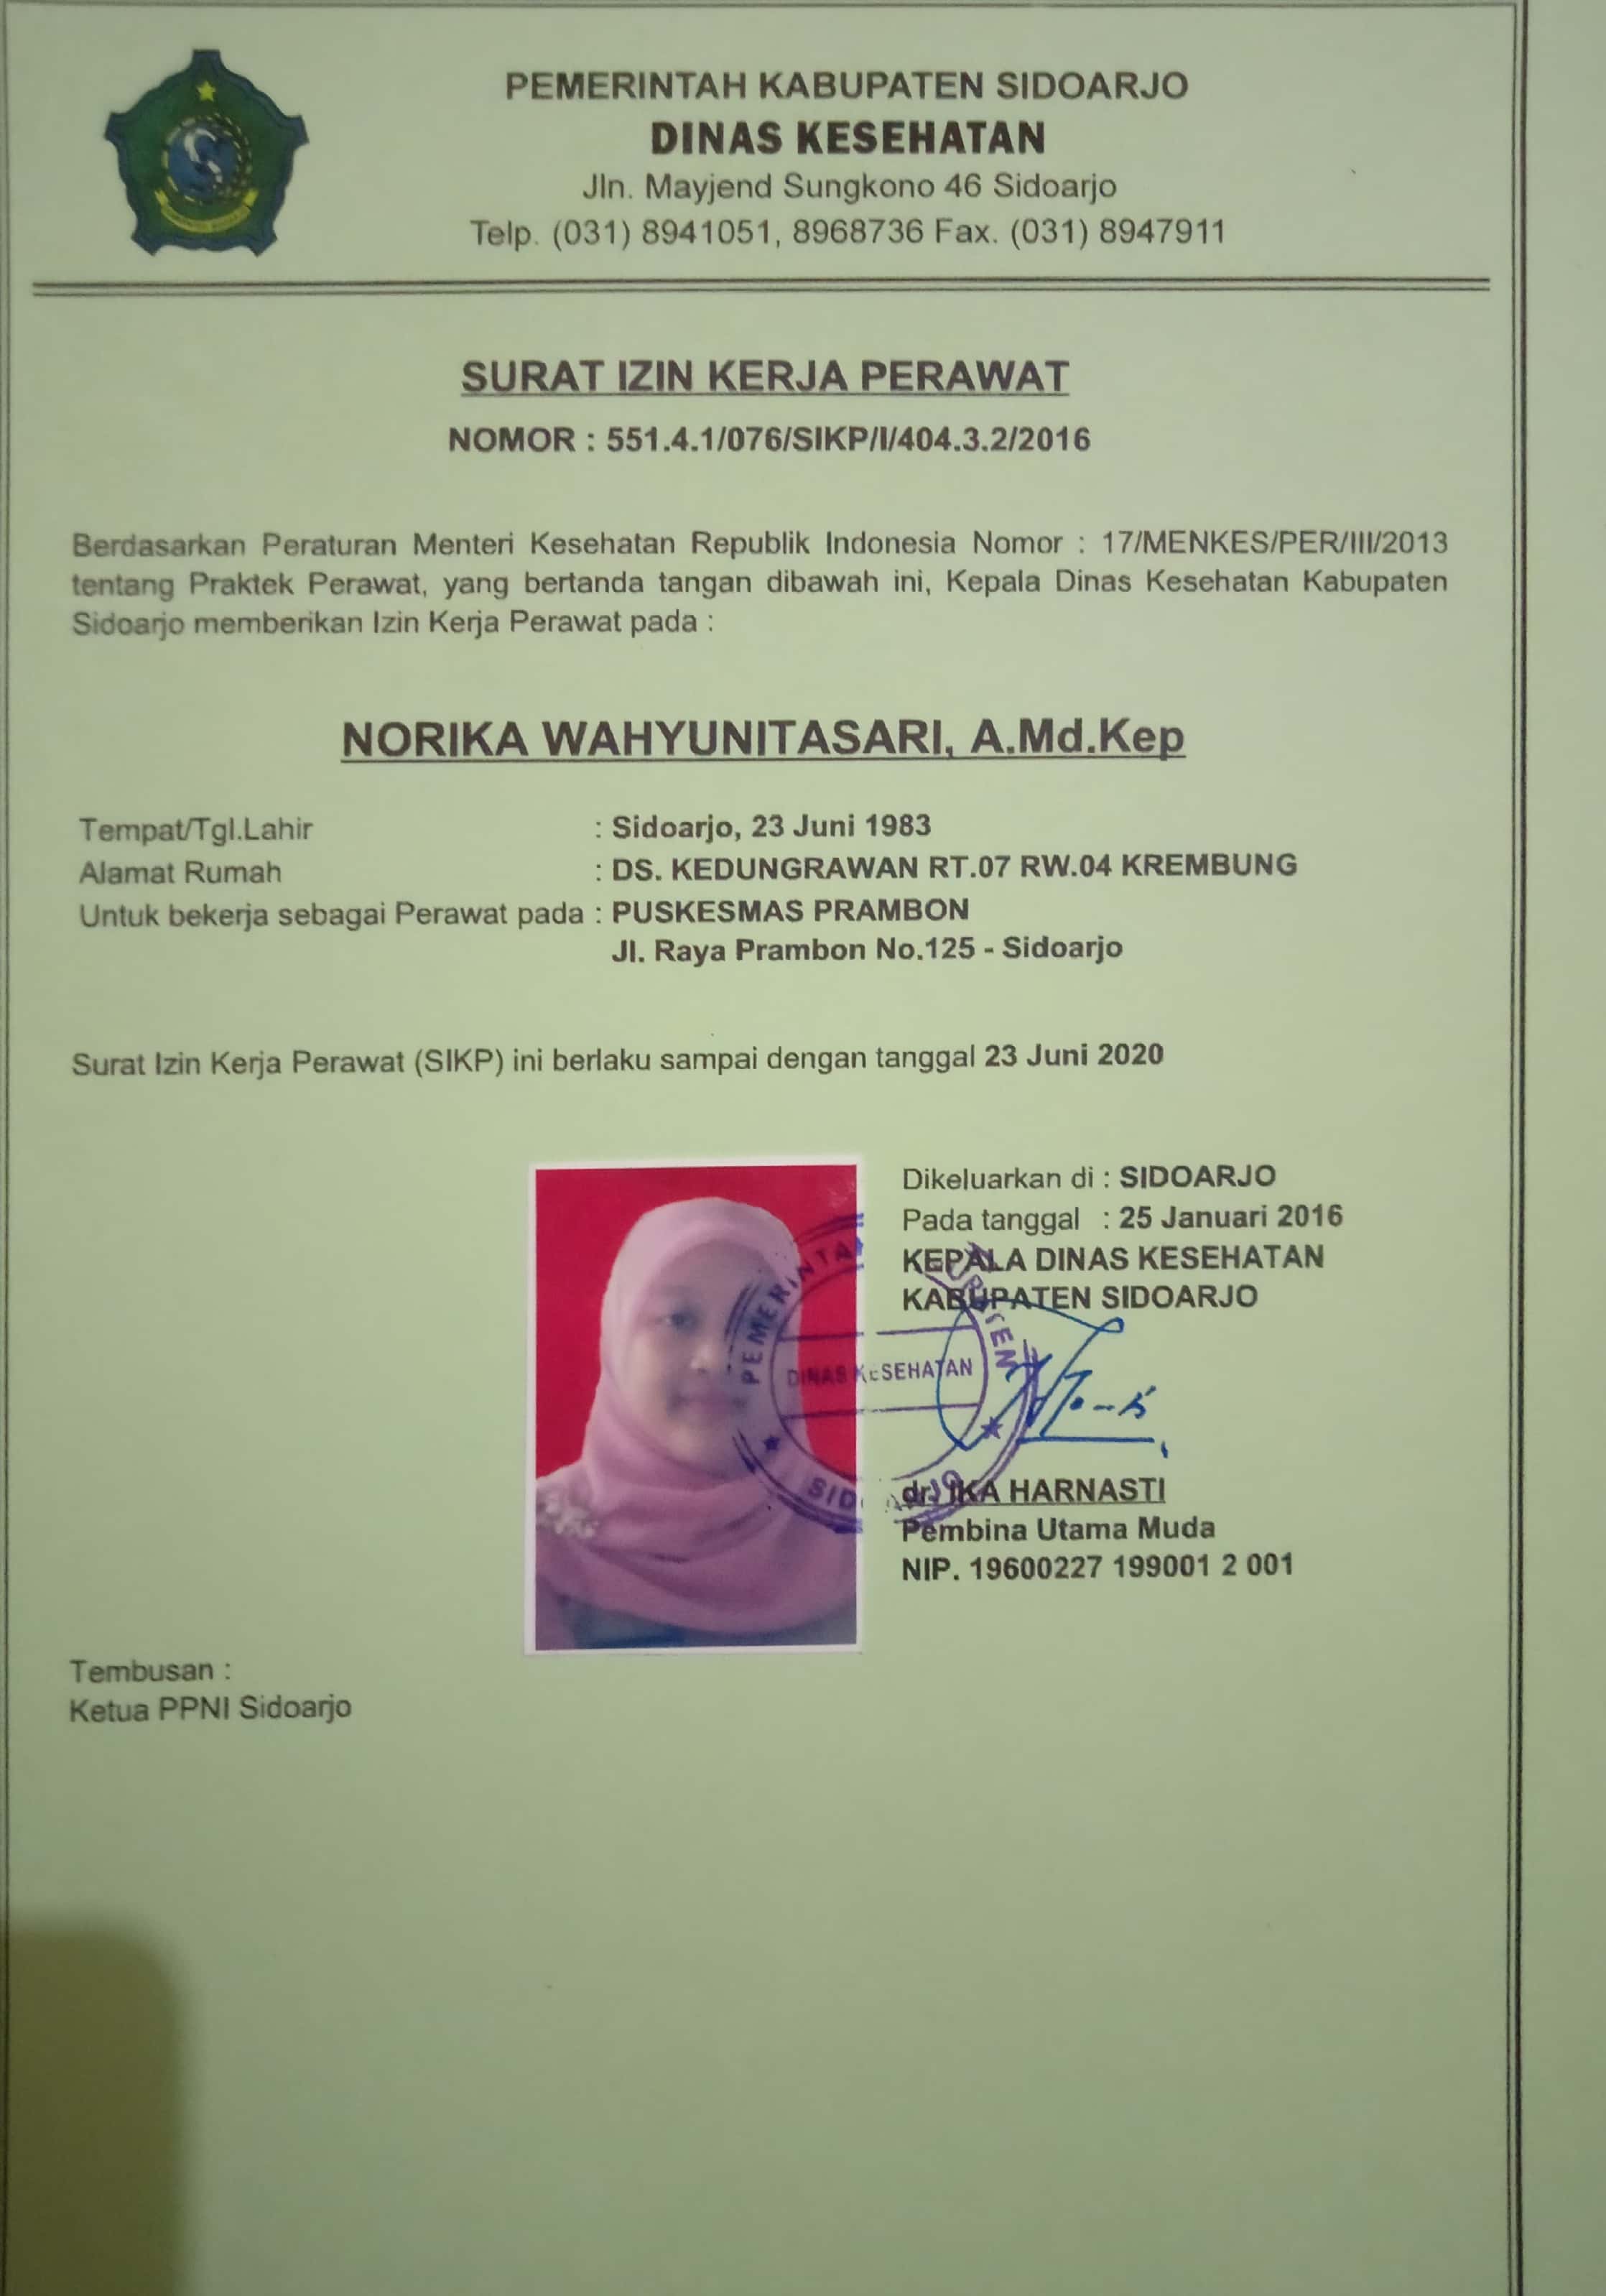 PEMERINTAH KABUPATEN SIDOARJO
DINAS KESEHATAN
Jln. Mayjend Sungkono 46 Sidoarjo
Telp. (031) 8941051, 8968736 Fax. (031) 8947911
SURAT IZIN KERJA PERAWAT
NOMOR : 551.4.1/076/SIKP/I/404.3.2/2016
Berdasarkan Peraturan Menteri Kesehatan Republik Indonesia Nomor : 17/MENKES/PER/III/2013
tentang Praktek Perawat, yang bertanda tangan dibawah ini, Kepala Dinas Kesehatan Kabupaten
Sidoarjo memberikan Izin Kerja Perawat pada :
NORIKA WAHYUNITASARI, A.Md.Kep
Tempat/Tgl.Lahir : Sidoarjo, 23 Juni 1983
Alamat Rumah : DS. KEDUNGRAWAN RT.07 RW.04 KREMBUNG
Untuk bekerja sebagai Perawat pada : PUSKESMAS PRAMBON
Jl. Raya Prambon No.125 - Sidoarjo
Surat Izin Kerja Perawat (SIKP) ini berlaku sampai dengan tanggal 23 Juni 2020
Dikeluarkan di : SIDOARJO
Pada tanggal : 25 Januari 2016
KEPALA DINAS KESEHATAN
KABUPATEN SIDOARJO
DINAS KESEHATAN
dr. IKA HARNASTI
Pembina Utama Muda
NIP. 19600227 199001 2 001
Tembusan :
Ketua PPNI Sidoarjo